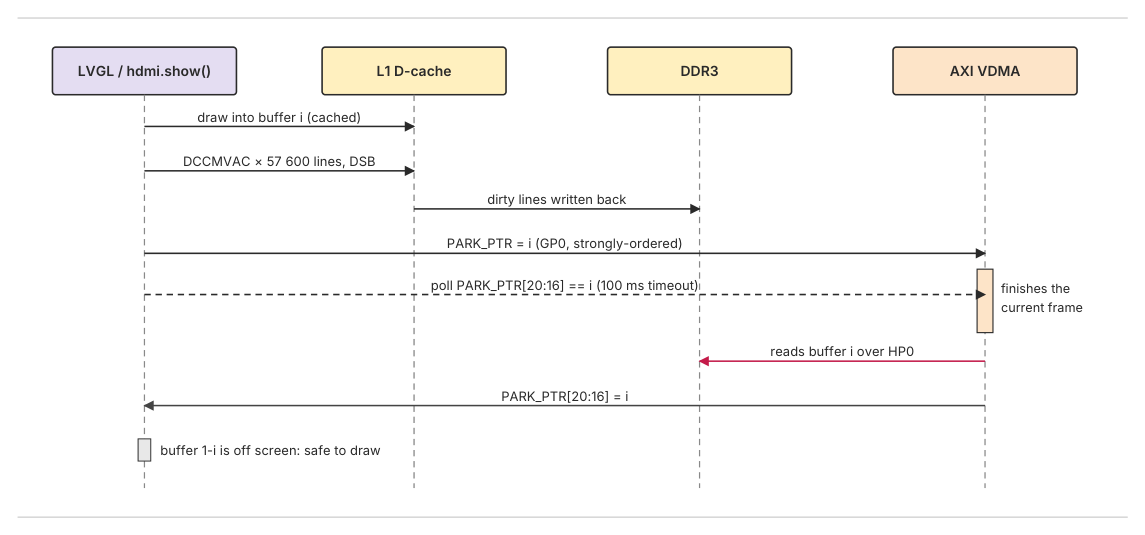 LVGL / hdmi.show()
L1 D-cache
DDR3
AXI VDMA
draw into buffer i (cached)
DCCMVAC × 57 600 lines, DSB
dirty lines written back
PARK_PTR = i (GP0, strongly-ordered)
poll PARK_PTR[20:16] == i (100 ms timeout)
finishes the
current frame
reads buffer i over HP0
PARK_PTR[20:16] = i
buffer 1-i is off screen: safe to draw